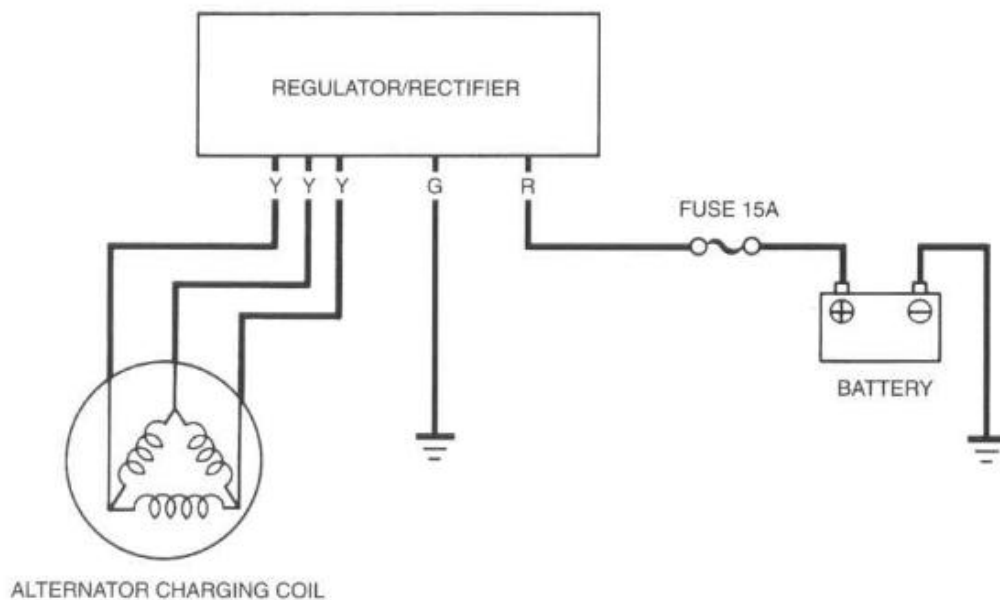 REGULATOR/RECTIFIER
Y Y Y G R
FUSE 15A
BATTERY
ALTERNATOR CHARGING COIL